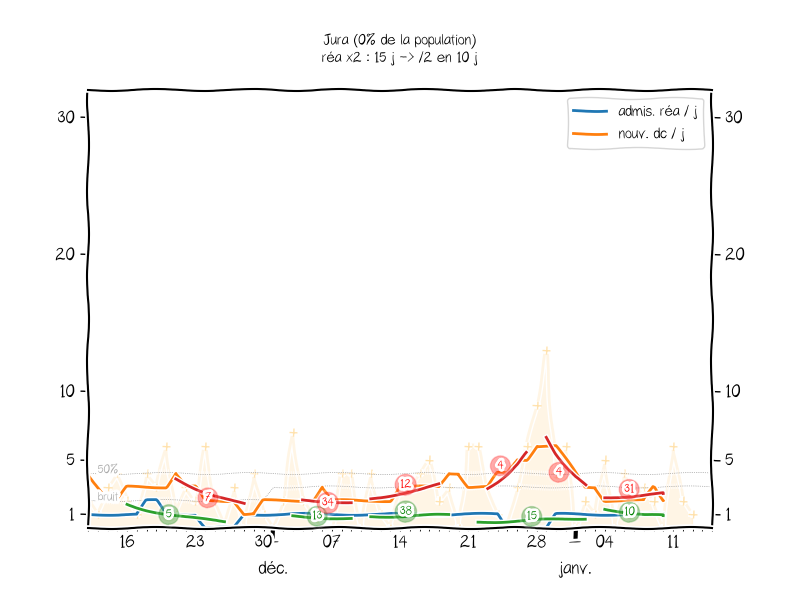 Jura (0% de la population)
réa x2 : 15 j -> /2 en 10 j
admis. réa / j
nouv. dc / j
30 30
20 20
10 10
5 5
1 1
50%
bruit
5 7 13 34 12 38 4 15 4 31 10
16 23 30 07 14 21 28 04 11
déc. janv.